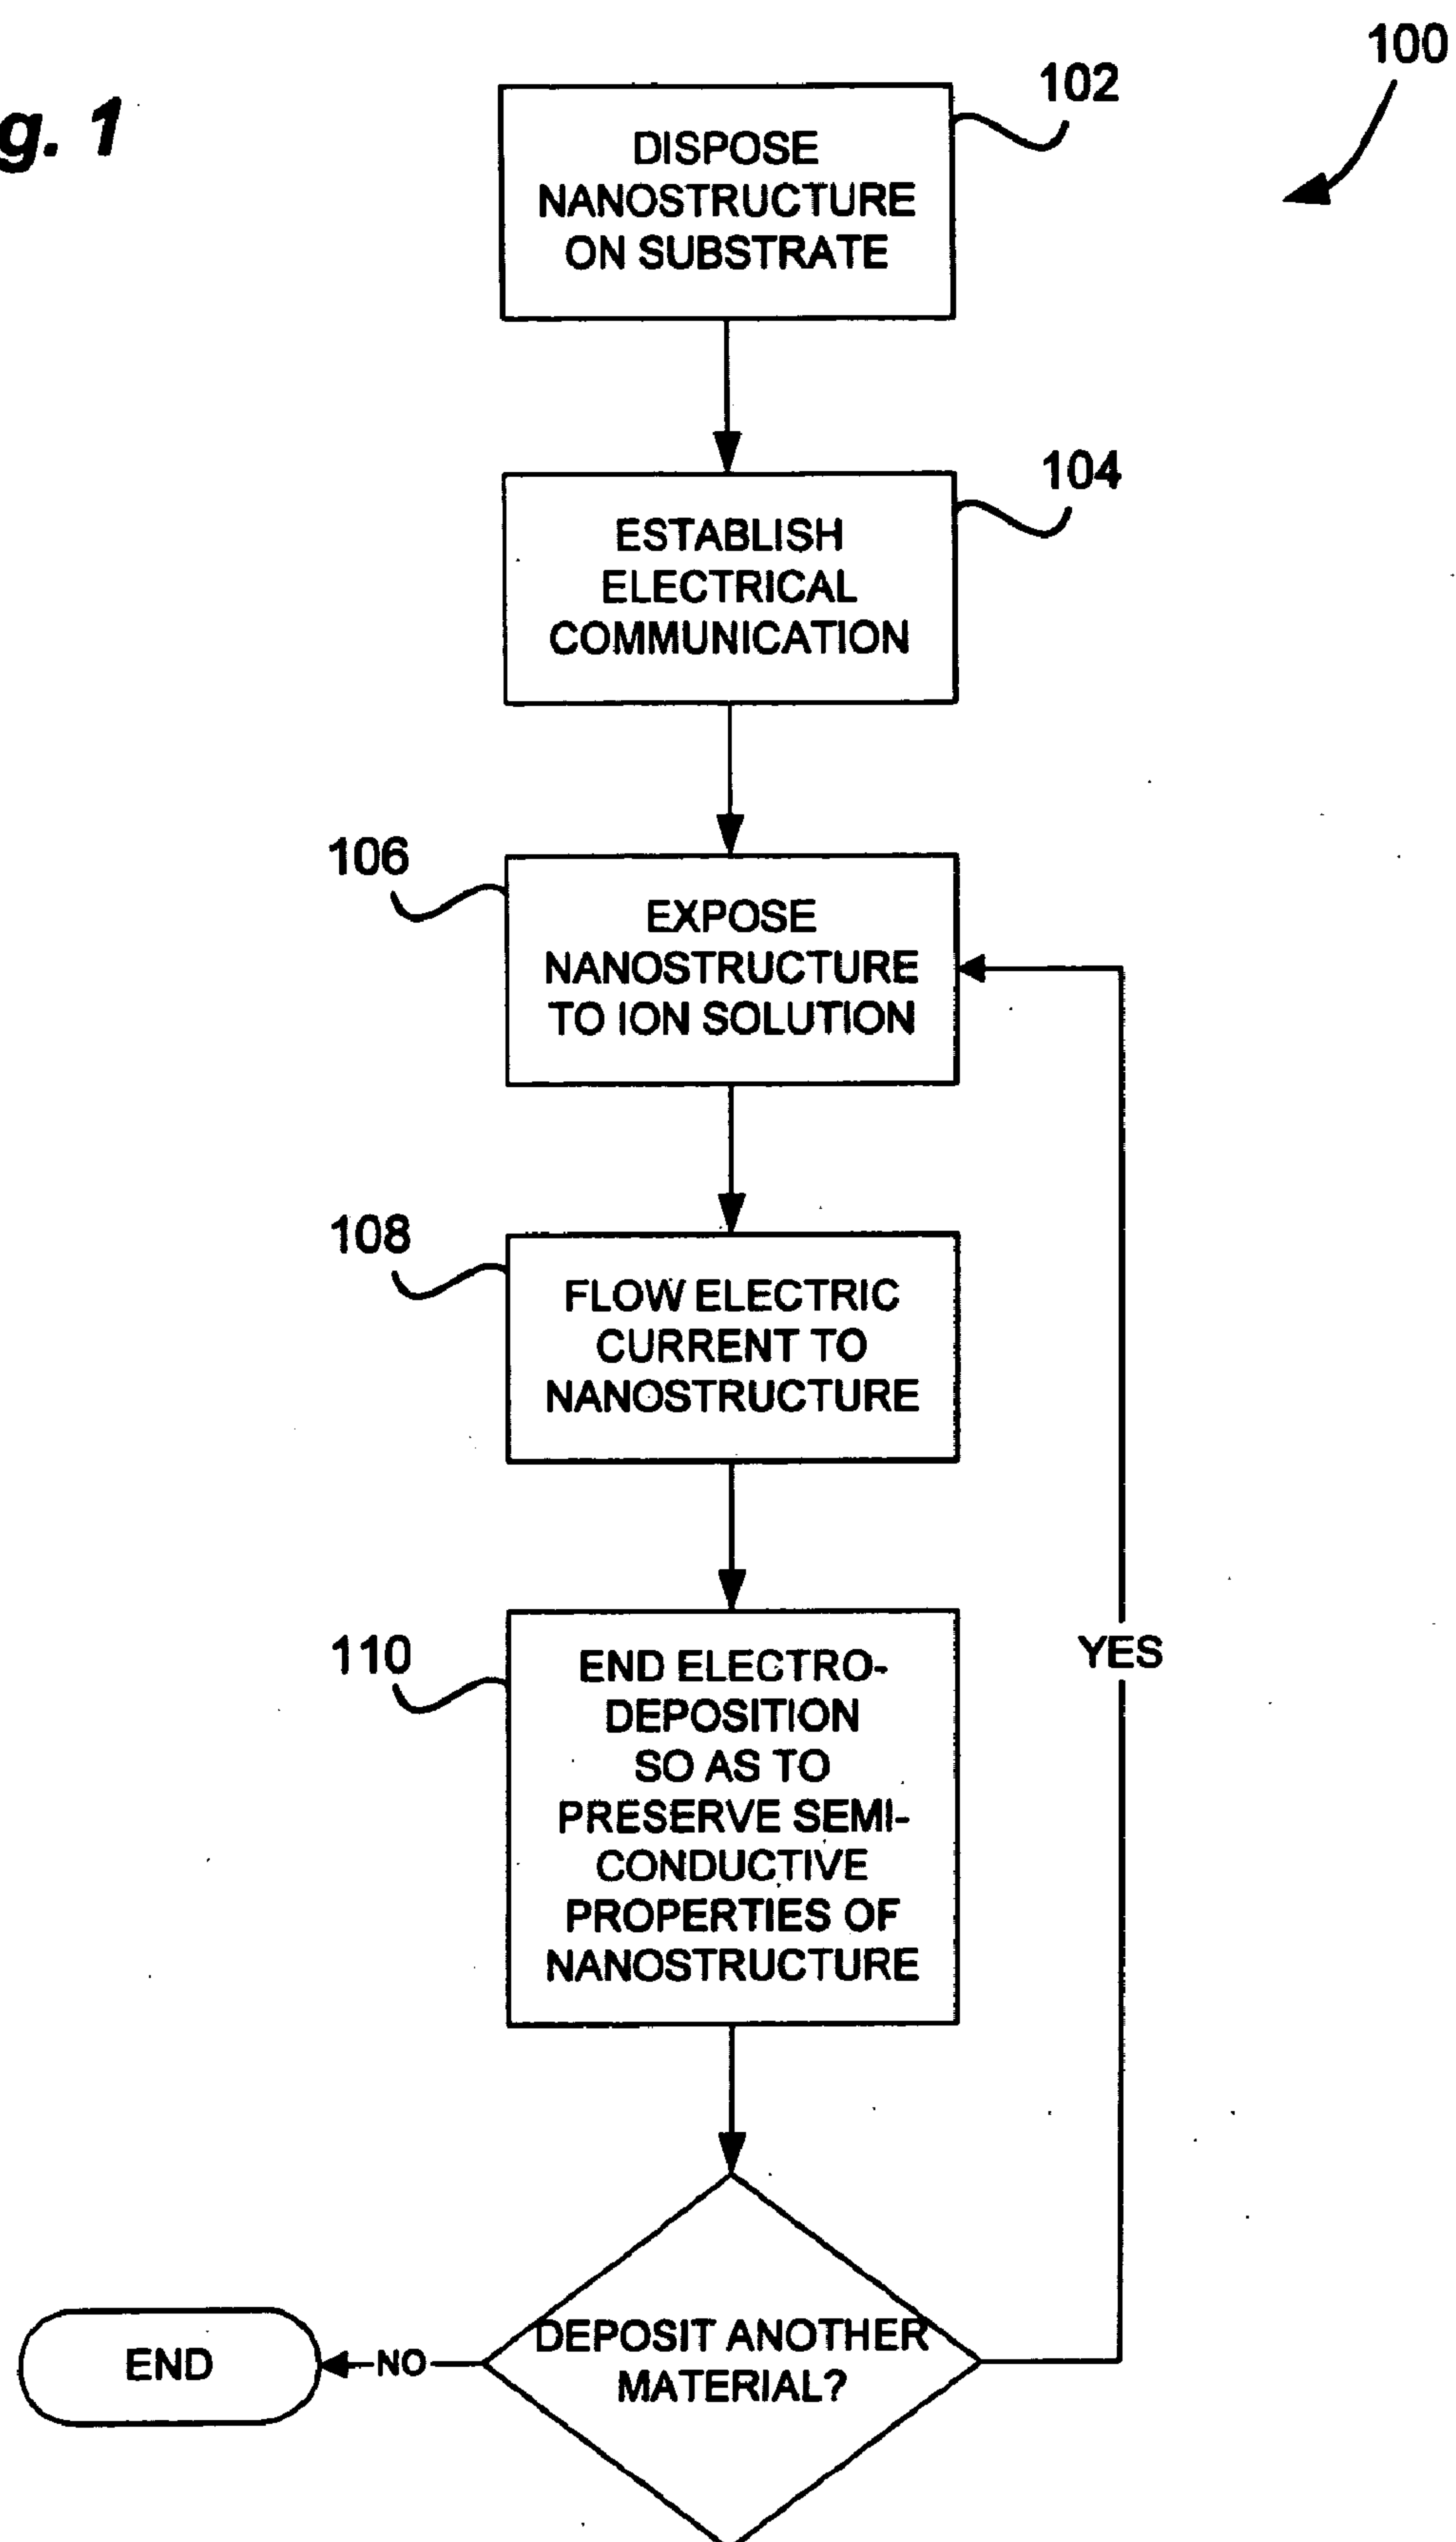 g. 1
100
102
DISPOSE
NANOSTRUCTURE
ON SUBSTRATE
104
ESTABLISH
ELECTRICAL
COMMUNICATION
106
EXPOSE
NANOSTRUCTURE
TO ION SOLUTION
108
FLOW ELECTRIC
CURRENT TO
NANOSTRUCTURE
110
END ELECTRO-
DEPOSITION
SO AS TO
PRESERVE SEMI-
CONDUCTIVE
PROPERTIES OF
NANOSTRUCTURE
YES
DEPOSIT ANOTHER
MATERIAL?
NO
END